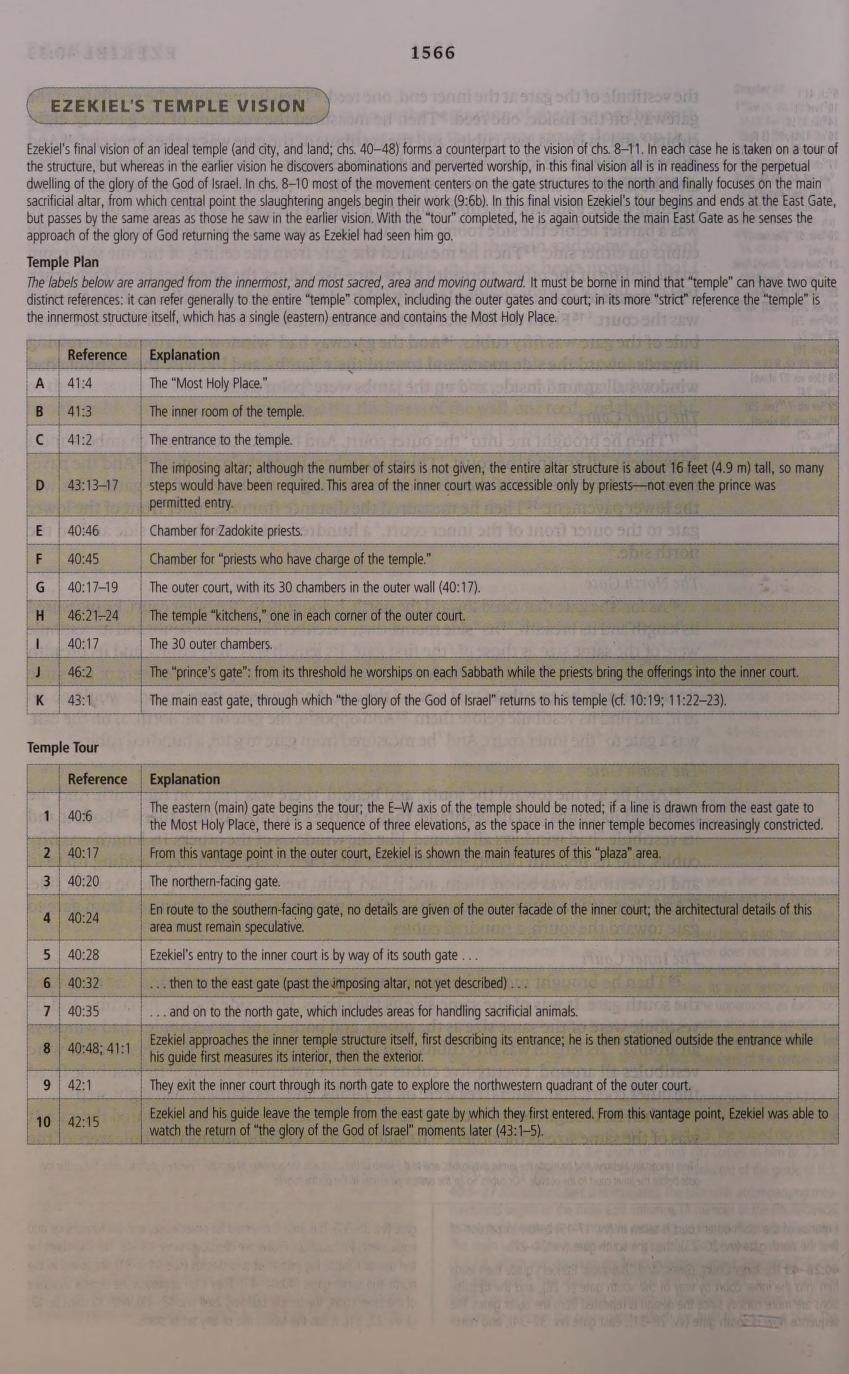 1566
EZEKIEL'S TEMPLE VISION
Ezekiel's final vision of an ideal temple (and city, and land; chs. 40–48) forms a counterpart to the vision of chs. 8–11. In each case he is taken on a tour of
the structure, but whereas in the earlier vision he discovers abominations and perverted worship, in this final vision all is in readiness for the perpetual
dwelling of the glory of the God of Israel. In chs. 8–10 most of the movement centers on the gate structures to the north and finally focuses on the main
sacrificial altar, from which central point the slaughtering angels begin their work (9:6b). In this final vision Ezekiel's tour begins and ends at the East Gate,
but passes by the same areas as those he saw in the earlier vision. With the "tour" completed, he is again outside the main East Gate as he senses the
approach of the glory of God returning the same way as Ezekiel had seen him go.
Temple Plan
The labels below are arranged from the innermost, and most sacred, area and moving outward. It must be borne in mind that "temple" can have two quite
distinct references: it can refer generally to the entire "temple" complex, including the outer gates and court; in its more "strict" reference the "temple" is
the innermost structure itself, which has a single (eastern) entrance and contains the Most Holy Place.
Reference Explanation
A 41:4 The "Most Holy Place."
B 41:3 The inner room of the temple.
C 41:2 The entrance to the temple.
The imposing altar; although the number of stairs is not given, the entire altar structure is about 16 feet (4.9 m) tall, so many
D 43:13–17 steps would have been required. This area of the inner court was accessible only by priests—not even the prince was
permitted entry.
E 40:46 Chamber for Zadokite priests.
F 40:45 Chamber for "priests who have charge of the temple."
G 40:17–19 The outer court, with its 30 chambers in the outer wall (40:17).
H 46:21–24 The temple "kitchens," one in each corner of the outer court.
I 40:17 The 30 outer chambers.
J 46:2 The "prince's gate": from its threshold he worships on each Sabbath while the priests bring the offerings into the inner court.
K 43:1 The main east gate, through which "the glory of the God of Israel" returns to his temple (cf. 10:19; 11:22–23).
Temple Tour
Reference Explanation
1 40:6 The eastern (main) gate begins the tour; the E–W axis of the temple should be noted; if a line is drawn from the east gate to
the Most Holy Place, there is a sequence of three elevations, as the space in the inner temple becomes increasingly constricted.
2 40:17 From this vantage point in the outer court, Ezekiel is shown the main features of this "plaza" area.
3 40:20 The northern-facing gate.
4 40:24 En route to the southern-facing gate, no details are given of the outer facade of the inner court; the architectural details of this
area must remain speculative.
5 40:28 Ezekiel's entry to the inner court is by way of its south gate . . .
6 40:32 . . . then to the east gate (past the imposing altar, not yet described) . . .
7 40:35 . . . and on to the north gate, which includes areas for handling sacrificial animals.
8 40:48; 41:1 Ezekiel approaches the inner temple structure itself, first describing its entrance; he is then stationed outside the entrance while
his guide first measures its interior, then the exterior.
9 42:1 They exit the inner court through its north gate to explore the northwestern quadrant of the outer court.
10 42:15 Ezekiel and his guide leave the temple from the east gate by which they first entered. From this vantage point, Ezekiel was able to
watch the return of "the glory of the God of Israel" moments later (43:1–5).